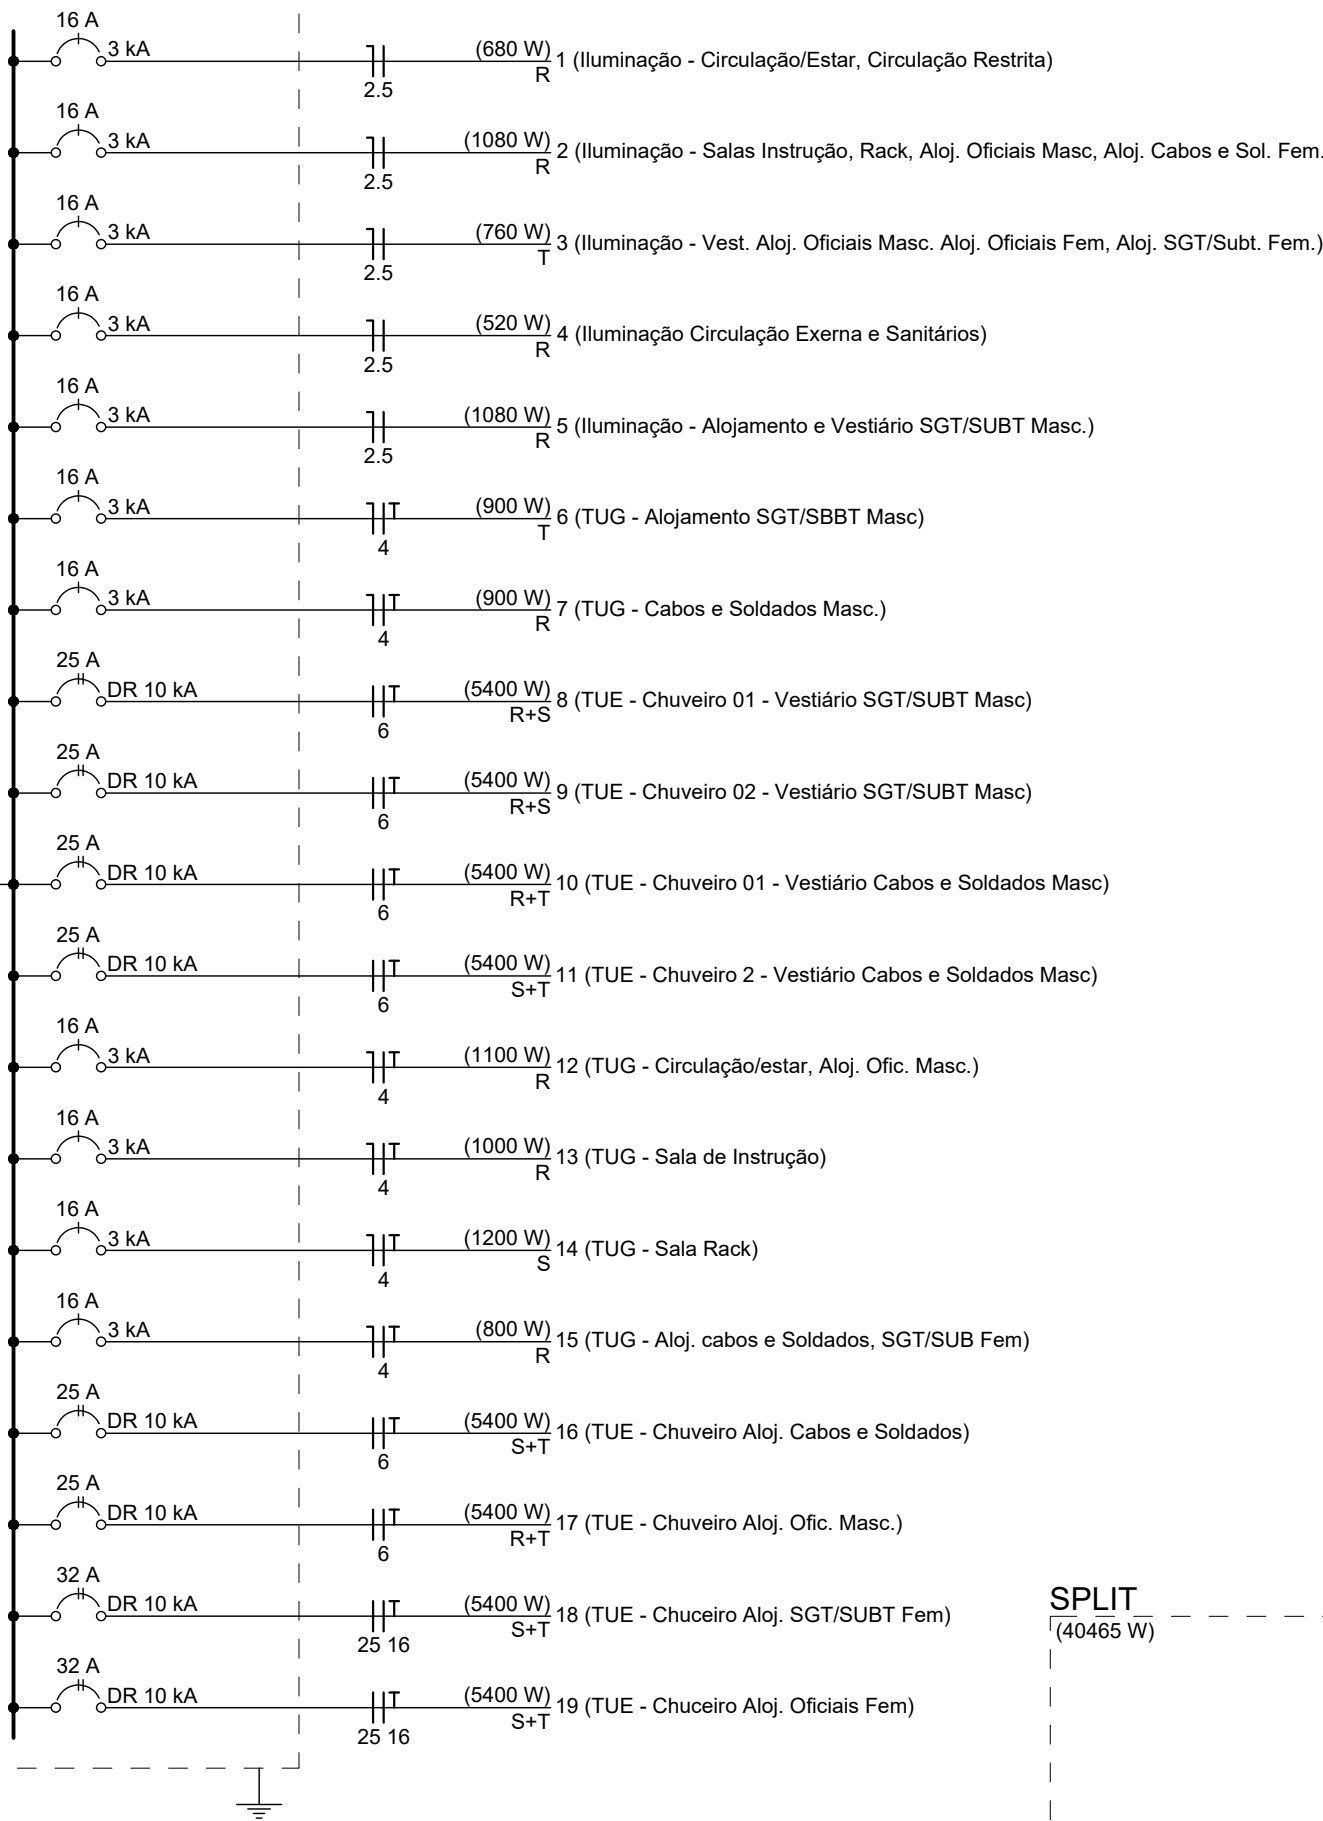 16 A
3 kA
(680 W)
1 (Iluminação - Circulação/Estar, Circulação Restrita)
R
2.5
16 A
3 kA
(1080 W)
2 (Iluminação - Salas Instrução, Rack, Aloj. Oficiais Masc, Aloj. Cabos e Sol. Fem.
R
2.5
16 A
3 kA
(760 W)
3 (Iluminação - Vest. Aloj. Oficiais Masc. Aloj. Oficiais Fem, Aloj. SGT/Subt. Fem.)
T
2.5
16 A
3 kA
(520 W)
4 (Iluminação Circulação Exerna e Sanitários)
R
2.5
16 A
3 kA
(1080 W)
5 (Iluminação - Alojamento e Vestiário SGT/SUBT Masc.)
R
2.5
16 A
3 kA
(900 W)
6 (TUG - Alojamento SGT/SBBT Masc)
T
4
16 A
3 kA
(900 W)
7 (TUG - Cabos e Soldados Masc.)
R
4
25 A
DR 10 kA
(5400 W)
8 (TUE - Chuveiro 01 - Vestiário SGT/SUBT Masc)
R+S
6
25 A
DR 10 kA
(5400 W)
9 (TUE - Chuveiro 02 - Vestiário SGT/SUBT Masc)
R+S
6
25 A
DR 10 kA
(5400 W)
10 (TUE - Chuveiro 01 - Vestiário Cabos e Soldados Masc)
R+T
6
25 A
DR 10 kA
(5400 W)
11 (TUE - Chuveiro 2 - Vestiário Cabos e Soldados Masc)
S+T
6
16 A
3 kA
(1100 W)
12 (TUG - Circulação/estar, Aloj. Ofic. Masc.)
R
4
16 A
3 kA
(1000 W)
13 (TUG - Sala de Instrução)
R
4
16 A
3 kA
(1200 W)
14 (TUG - Sala Rack)
S
4
16 A
3 kA
(800 W)
15 (TUG - Aloj. cabos e Soldados, SGT/SUB Fem)
R
4
25 A
DR 10 kA
(5400 W)
16 (TUE - Chuveiro Aloj. Cabos e Soldados)
S+T
6
25 A
DR 10 kA
(5400 W)
17 (TUE - Chuveiro Aloj. Ofic. Masc.)
R+T
6
32 A
DR 10 kA
(5400 W)
18 (TUE - Chuceiro Aloj. SGT/SUBT Fem)
S+T
25 16
32 A
DR 10 kA
(5400 W)
19 (TUE - Chuceiro Aloj. Oficiais Fem)
S+T
25 16
SPLIT
(40465 W)